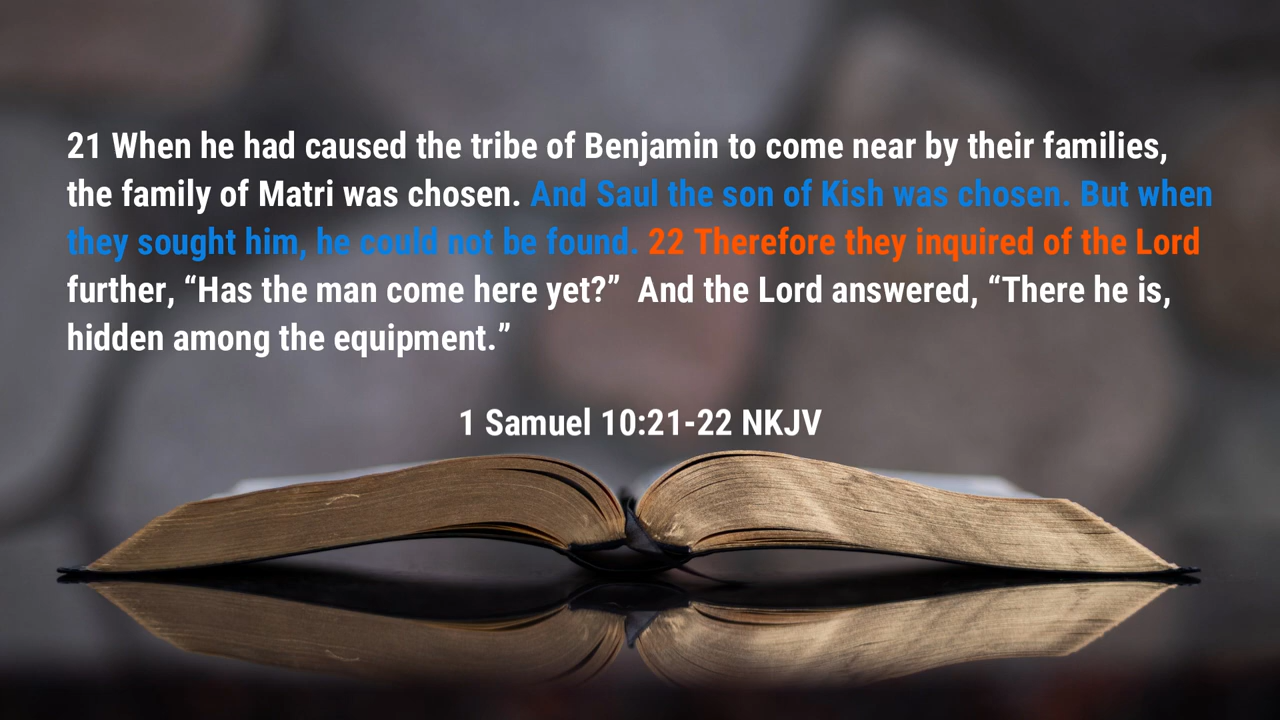 21 When he had caused the tribe of Benjamin to come near by their families,
the family of Matri was chosen. And Saul the son of Kish was chosen. But when
they sought him, he could not be found. 22 Therefore they inquired of the Lord
further, “Has the man come here yet?”  And the Lord answered, “There he is,
hidden among the equipment.”
1 Samuel 10:21-22 NKJV